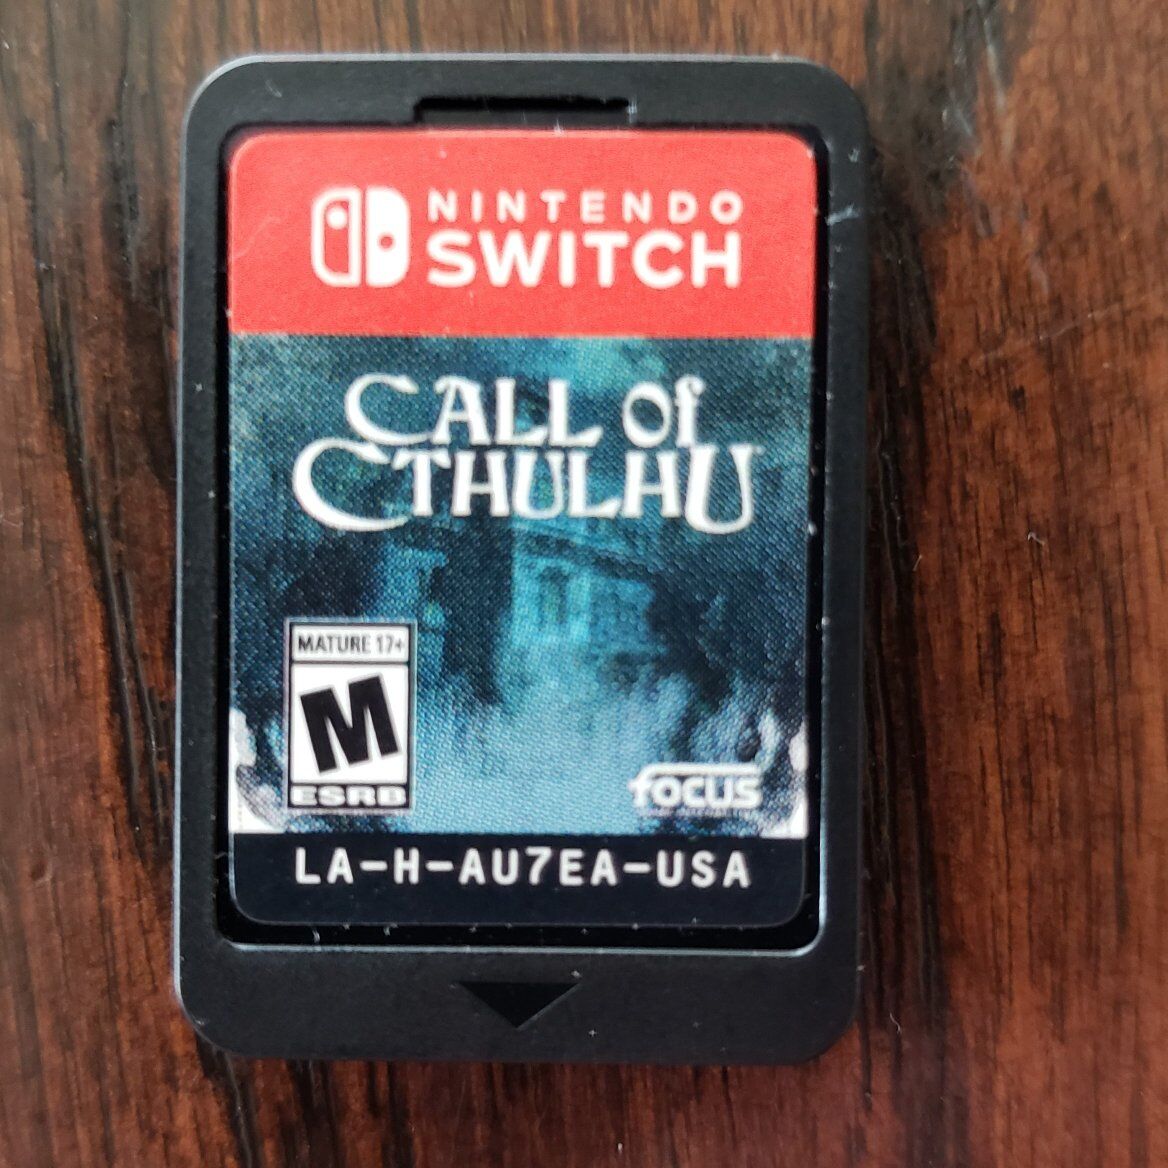 NINTENDO
SWITCH
CALL of
CTHULHU
MATURE 17+
M
ESRB
focus
LA-H-AU7EA-USA